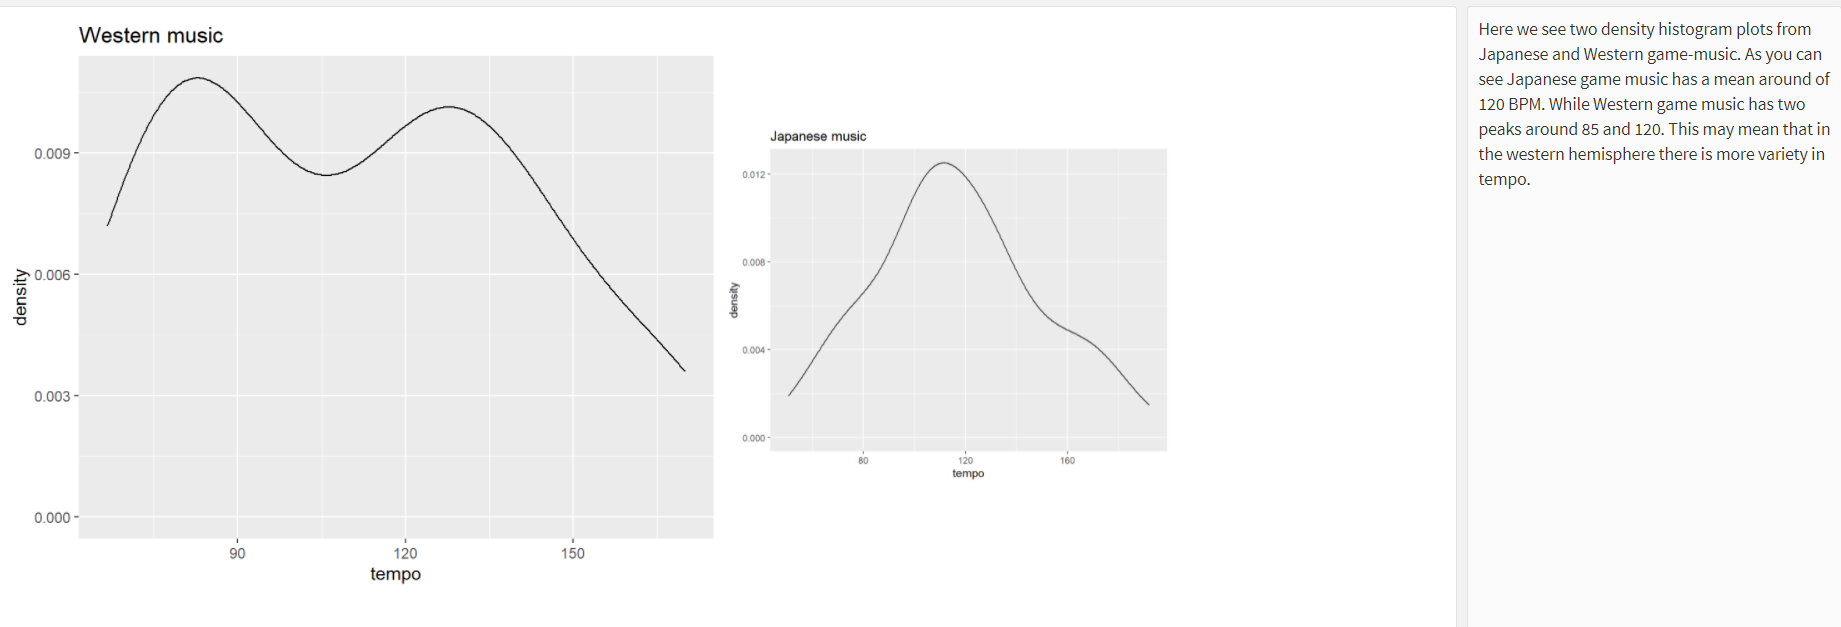 Western music
density
0.009
0.006
0.003
0.000
90
120
150
tempo
Japanese music
density
0.012
0.008
0.004
0.000
80
120
160
tempo
Here we see two density histogram plots from
Japanese and Western game-music. As you can
see Japanese game music has a mean around of
120 BPM. While Western game music has two
peaks around 85 and 120. This may mean that in
the western hemisphere there is more variety in
tempo.